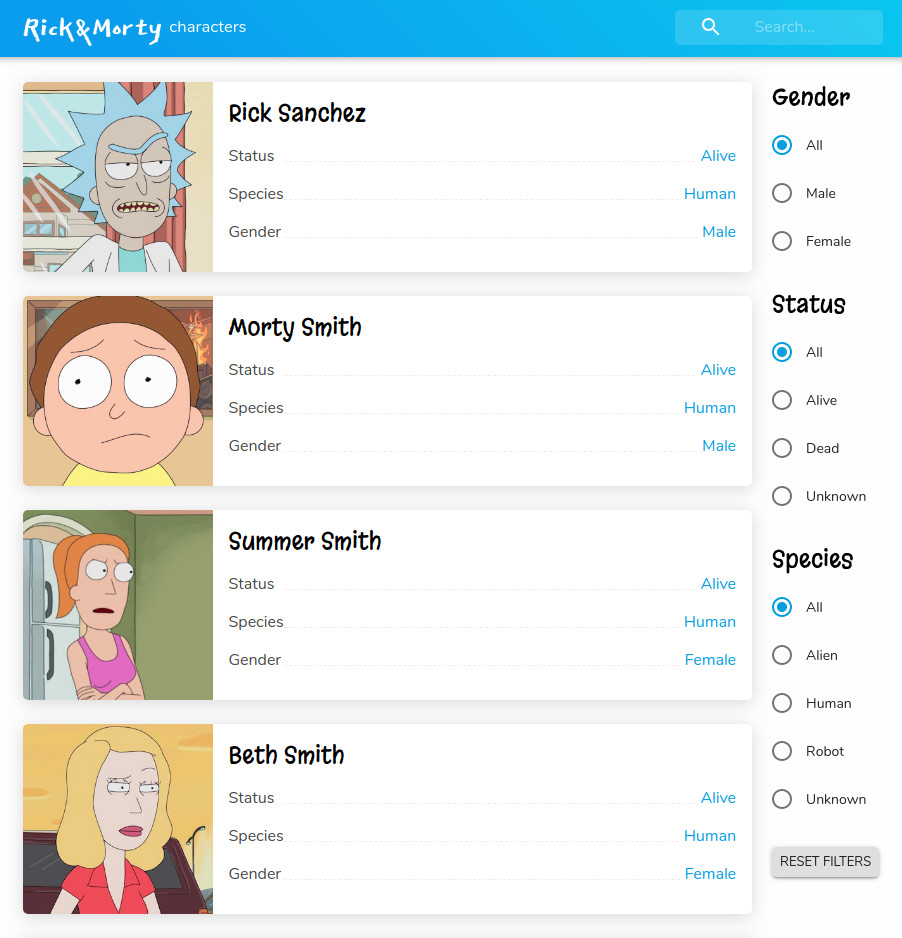 Rick&Morty characters
Search...
Rick Sanchez
Status Alive
Species Human
Gender Male
Morty Smith
Status Alive
Species Human
Gender Male
Summer Smith
Status Alive
Species Human
Gender Female
Beth Smith
Status Alive
Species Human
Gender Female
Gender
All
Male
Female
Status
All
Alive
Dead
Unknown
Species
All
Alien
Human
Robot
Unknown
RESET FILTERS